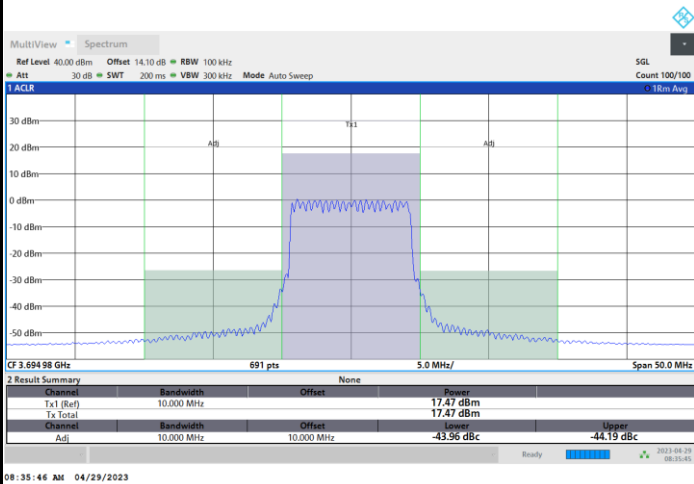 MultiView Spectrum
Ref Level 40.00 dBm Offset 14.10 dB RBW 100 kHz SGL
Att 30 dB SWT 200 ms VBW 300 kHz Mode Auto Sweep Count 100/100
1 ACLR 1Rm Avg
30 dBm
Tx1
20 dBm
Adj Adj
10 dBm
0 dBm
-10 dBm
-20 dBm
-30 dBm
-40 dBm
-50 dBm
CF 3.69498 GHz 691 pts 5.0 MHz/ Span 50.0 MHz
2 Result Summary None
Channel Bandwidth Offset Power
Tx1 (Ref) 10.000 MHz 17.47 dBm
Tx Total 17.47 dBm
Channel Bandwidth Offset Lower Upper
Adj 10.000 MHz 10.000 MHz -43.96 dBc -44.19 dBc
Ready 2023-04-29
08:35:45
08:35:46 AM 04/29/2023